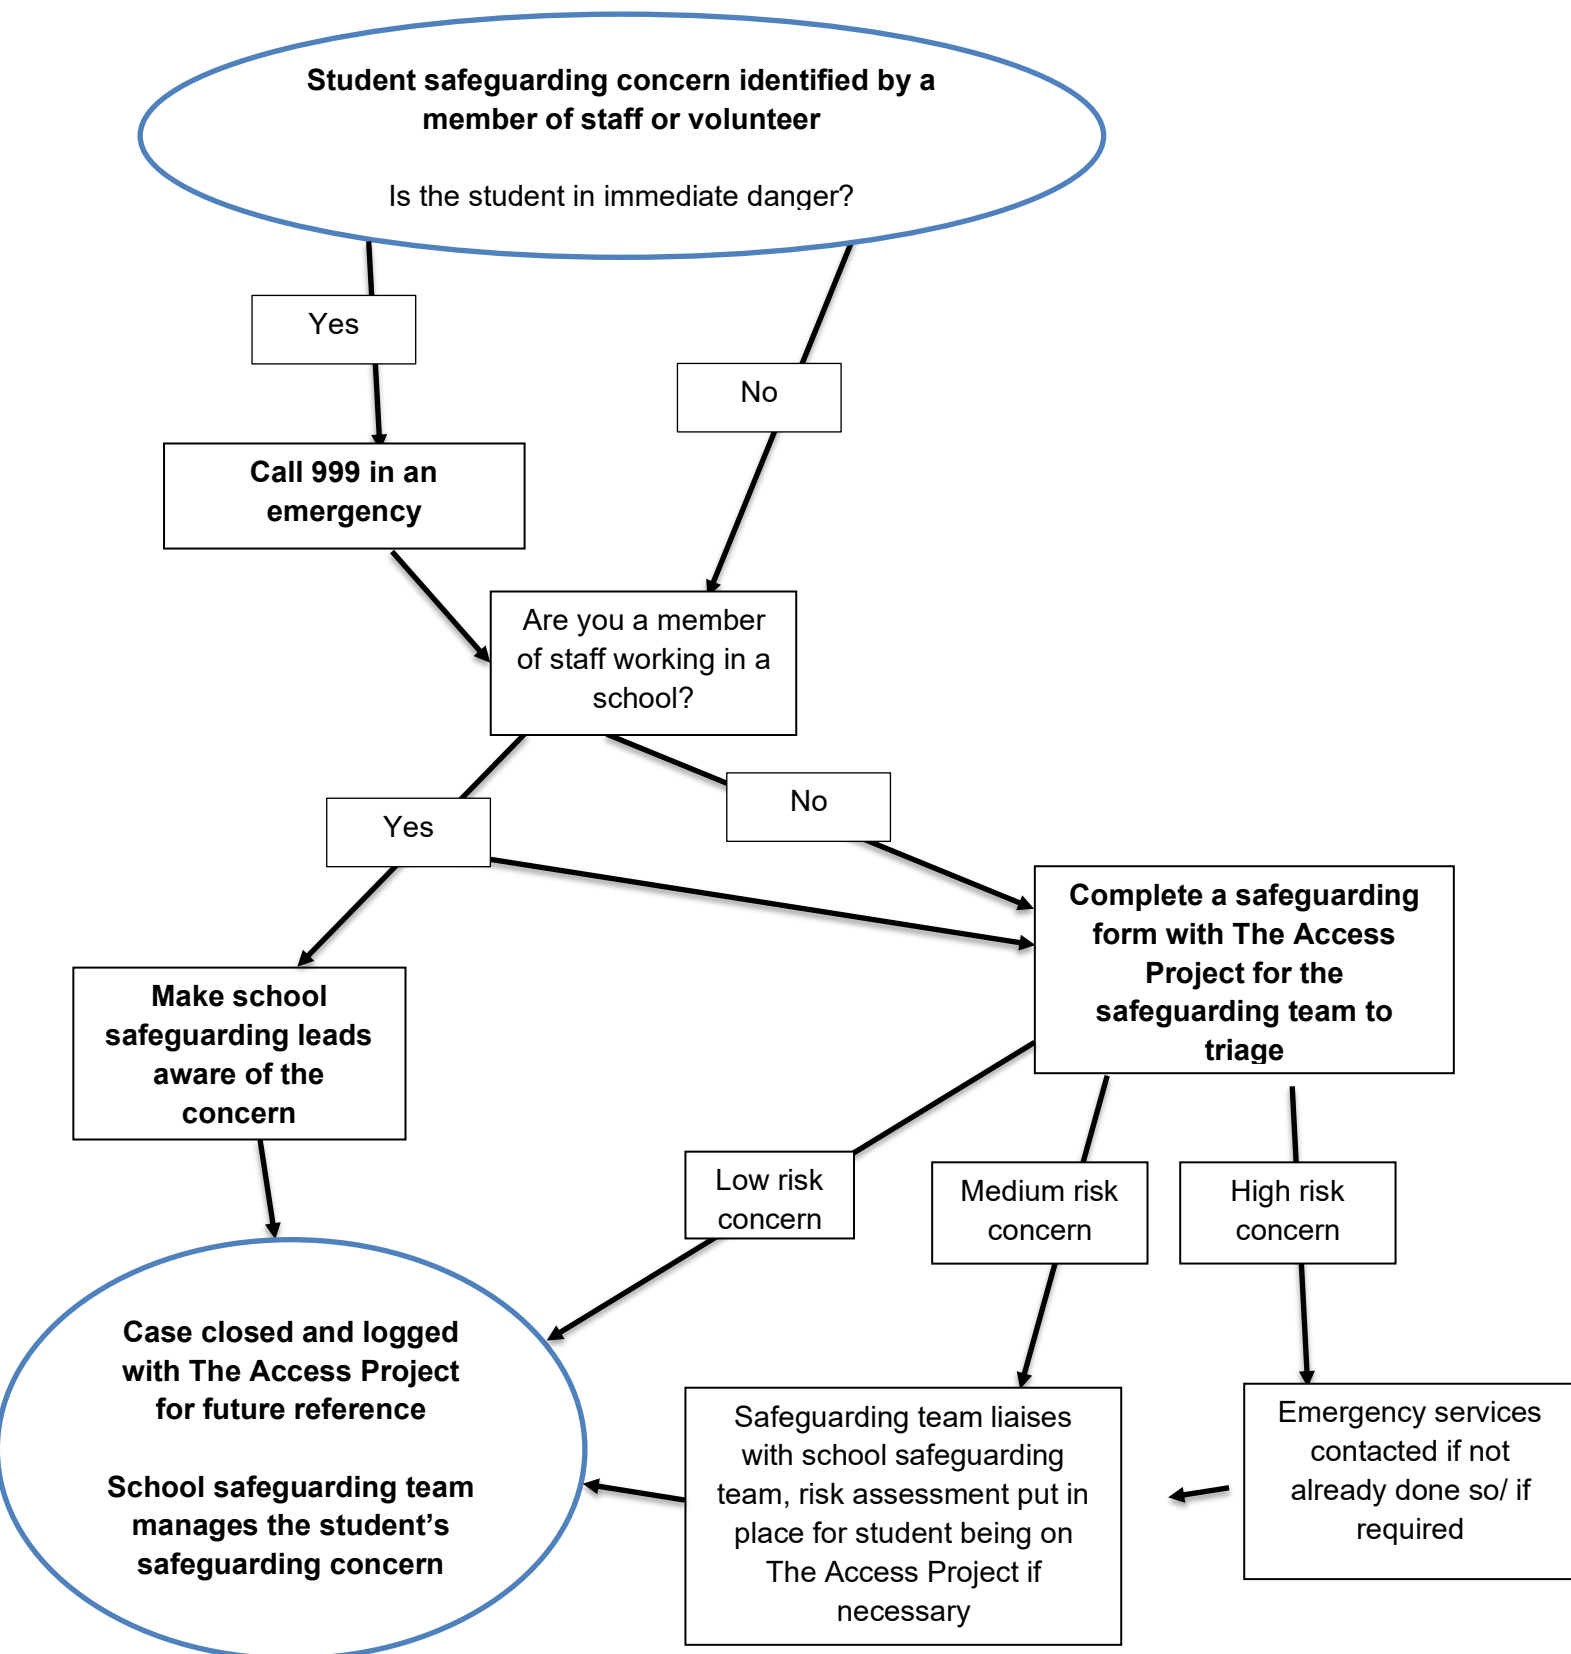 Student safeguarding concern identified by a
member of staff or volunteer
Is the student in immediate danger?
Yes
No
Call 999 in an
emergency
Are you a member
of staff working in a
school?
No
Yes
Complete a safeguarding
form with The Access
Project for the
safeguarding team to
triage
Make school
safeguarding leads
aware of the
concern
Low risk
concern
Medium risk
concern
High risk
concern
Case closed and logged
with The Access Project
for future reference
School safeguarding team
manages the student’s
safeguarding concern
Safeguarding team liaises
with school safeguarding
team, risk assessment put in
place for student being on
The Access Project if
necessary
Emergency services
contacted if not
already done so/ if
required